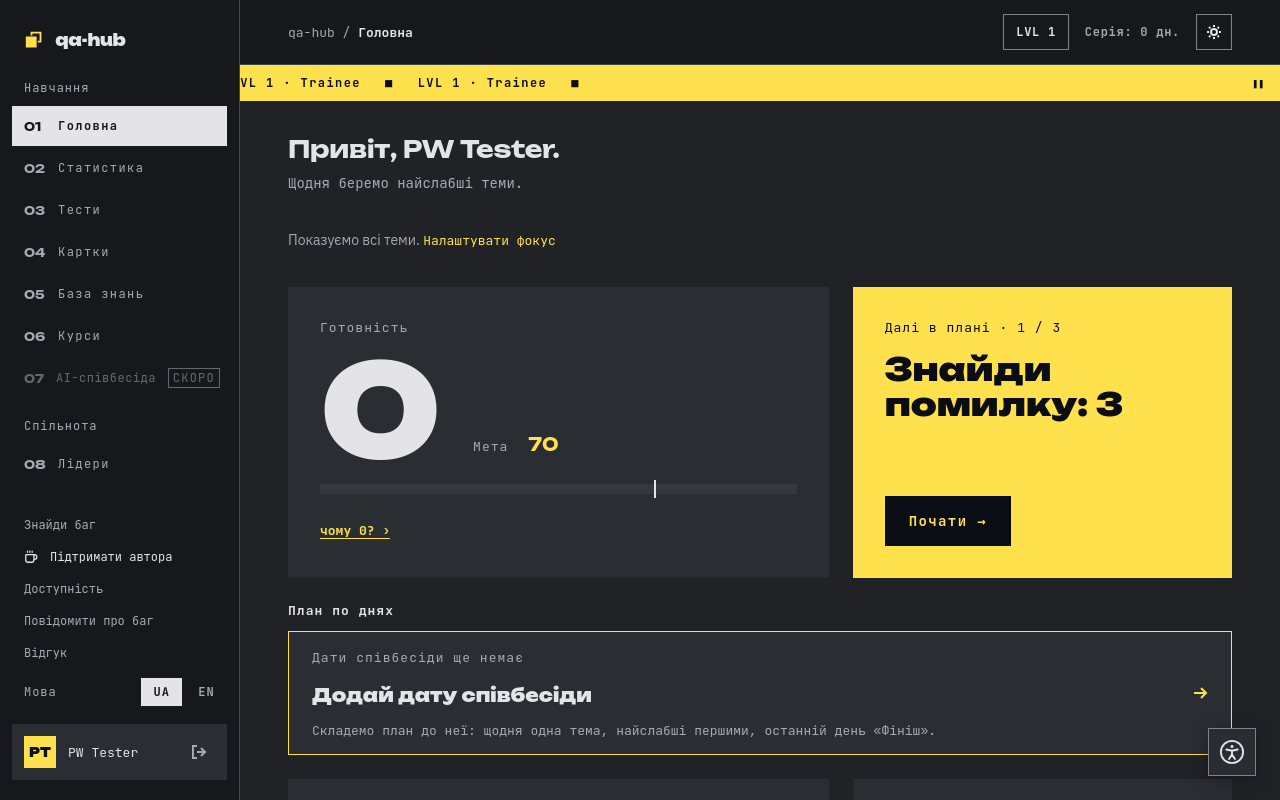 qa-hub
Навчання
01 Головна
02 Статистика
03 Тести
04 Картки
05 База знань
06 Курси
07 AI-співбесіда СКОРО
Спільнота
08 Лідери
Знайди баг
Підтримати автора
Доступність
Повідомити про баг
Відгук
Мова UA EN
PT PW Tester
qa-hub / Головна
LVL 1 Серія: 0 дн.
VL 1 · Trainee ■ LVL 1 · Trainee ■
Привіт, PW Tester.
Щодня беремо найслабші теми.
Показуємо всі теми. Налаштувати фокус
Готовність
0 Мета 70
чому 0? ›
Далі в плані · 1 / 3
Знайди
помилку: 3
Почати →
План по днях
Дати співбесіди ще немає
Додай дату співбесіди
→
Складемо план до неї: щодня одна тема, найслабші першими, останній день «Фініш».